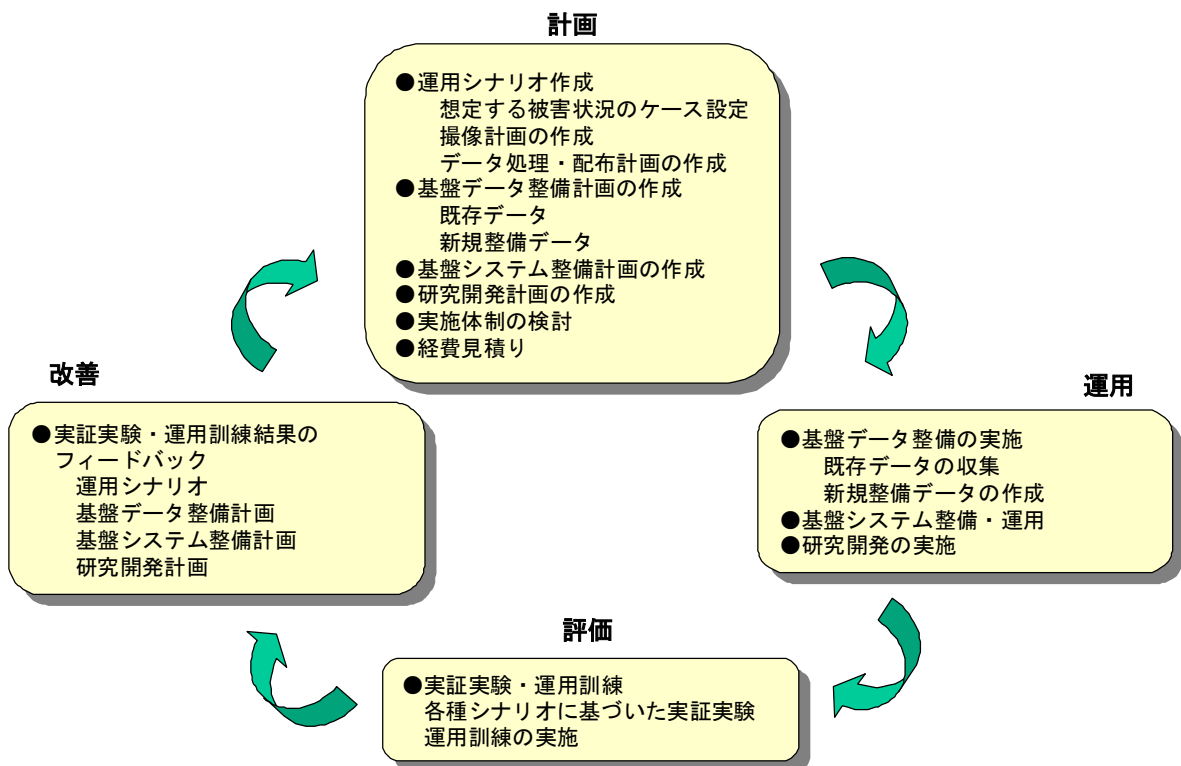 計画
●運用シナリオ作成
想定する被害状況のケース設定
撮像計画の作成
データ処理・配布計画の作成
●基盤データ整備計画の作成
既存データ
新規整備データ
●基盤システム整備計画の作成
●研究開発計画の作成
●実施体制の検討
●経費見積り
運用
●基盤データ整備の実施
既存データの収集
新規整備データの作成
●基盤システム整備・運用
●研究開発の実施
評価
●実証実験・運用訓練
各種シナリオに基づいた実証実験
運用訓練の実施
改善
●実証実験・運用訓練結果の
フィードバック
運用シナリオ
基盤データ整備計画
基盤システム整備計画
研究開発計画